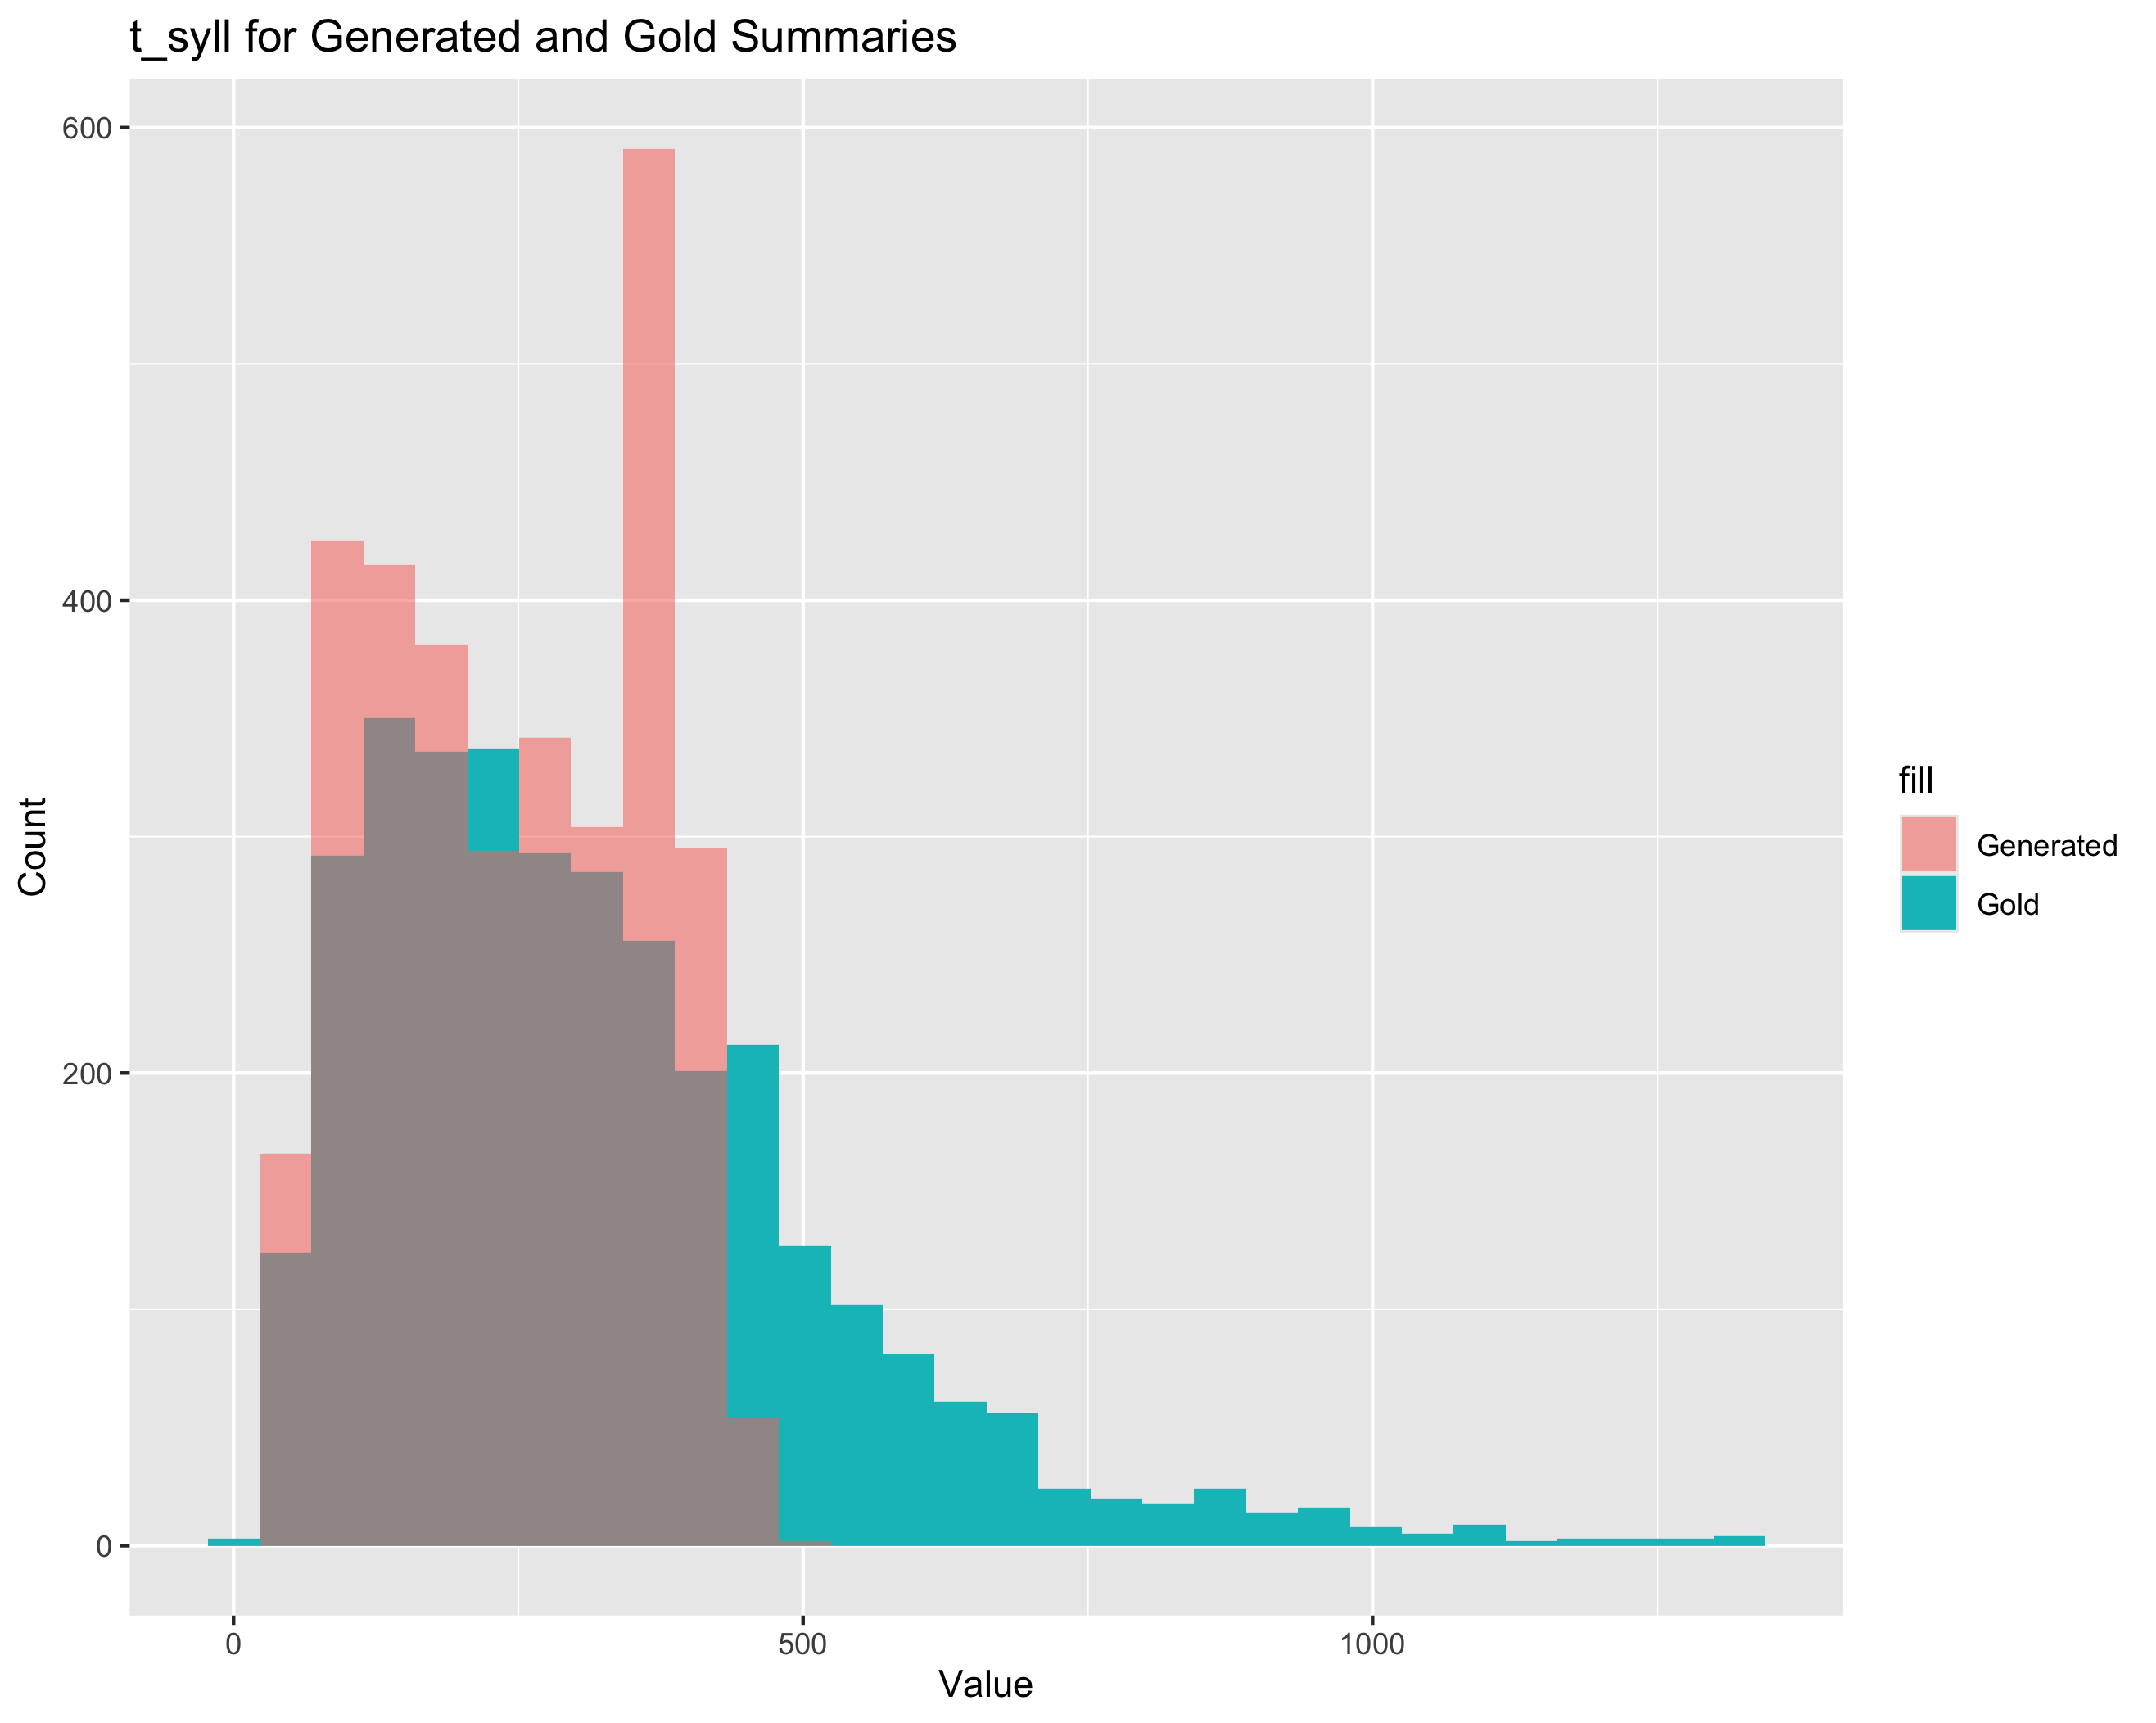 t_syll for Generated and Gold Summaries
600
400
200
0
Count
0 500 1000
Value
fill
Generated
Gold